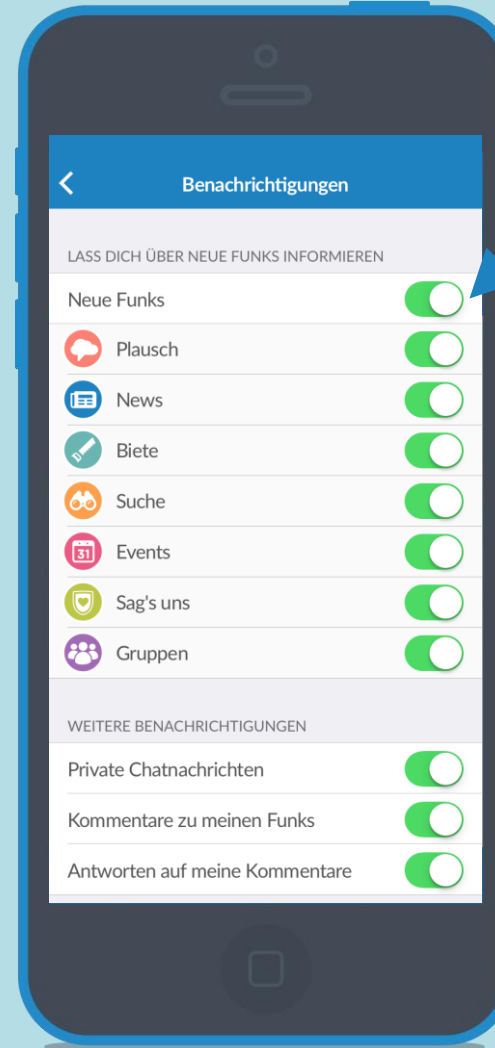 Benachrichtigungen
LASS DICH ÜBER NEUE FUNKS INFORMIEREN
Neue Funks
Plausch
News
Biete
Suche
31
Events
Sag's uns
Gruppen
WEITERE BENACHRICHTIGUNGEN
Private Chatnachrichten
Kommentare zu meinen Funks
Antworten auf meine Kommentare